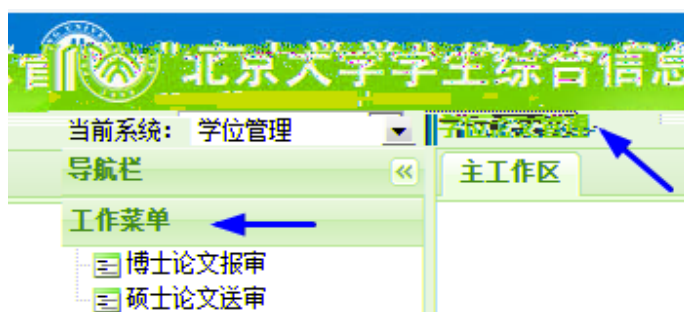 北京大学学生综合信息
当前系统： 学位管理
导航栏
主工作区
工作菜单
博士论文报审
硕士论文送审